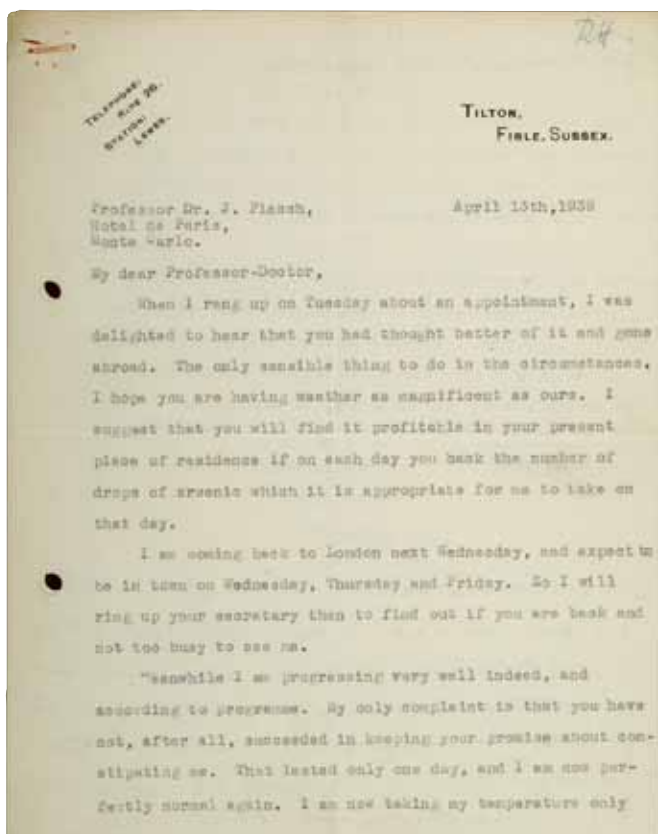 TELEPHONE:
RIPE 26.
STATION:
LEWES.
TILTON,
FIRLE, SUSSEX.
Professor Dr. J. Plesch,
Hotel de Paris,
Monte Carlo.
April 13th,1939
My dear Professor-Doctor,
When I rang up on Tuesday about an appointment, I was
delighted to hear that you had thought better of it and gone
abroad. The only sensible thing to do in the circumstances.
I hope you are having weather as magnificent as ours. I
suggest that you will find it profitable in your present
place of residence if on each day you back the number of
drops of arsenic which it is appropriate for me to take on
that day.
I am coming back to London next Wednesday, and expect to
be in town on Wednesday, Thursday and Friday. So I will
ring up your secretary then to find out if you are back and
not too busy to see me.
Meanwhile I am progressing very well indeed, and
according to programme. My only complaint is that you have
not, after all, succeeded in keeping your promise about con-
stipating me. That lasted only one day, and I am now per-
fectly normal again. I am now taking my temperature only